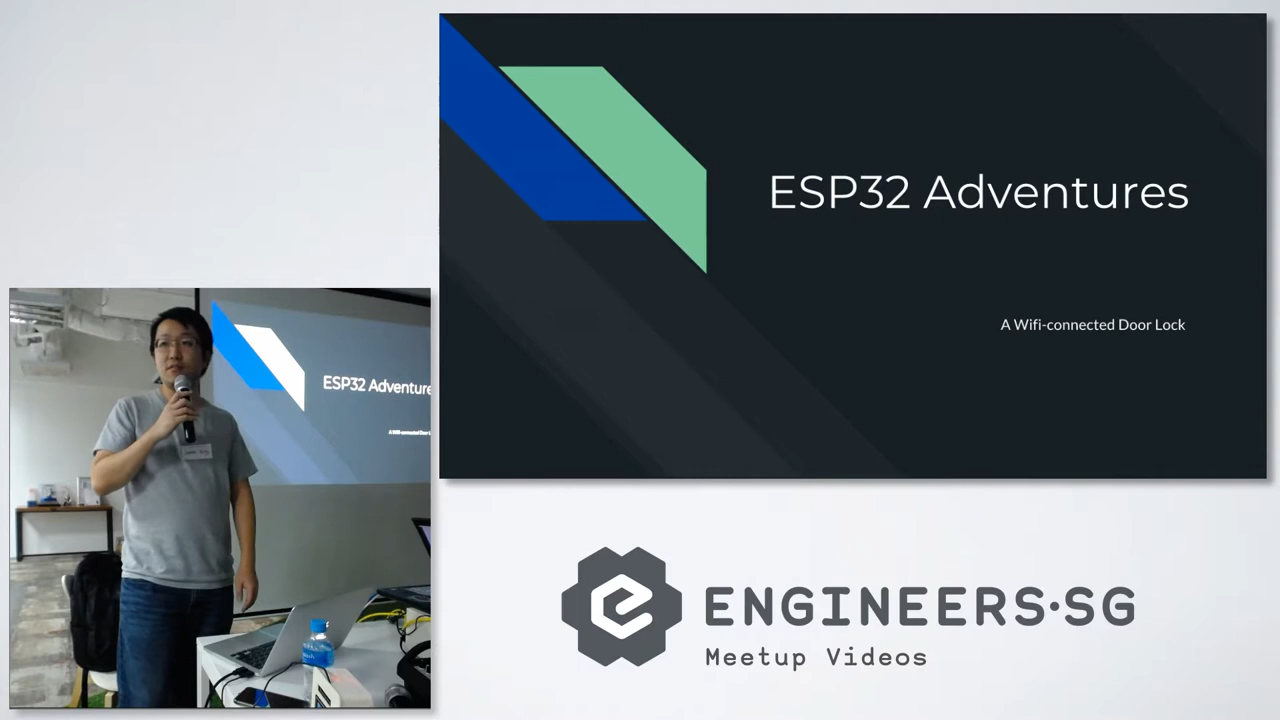 ESP32 Adventures
A Wifi-connected Door Lock
ESP32 Adventure
ENGINEERS·SG
Meetup Videos